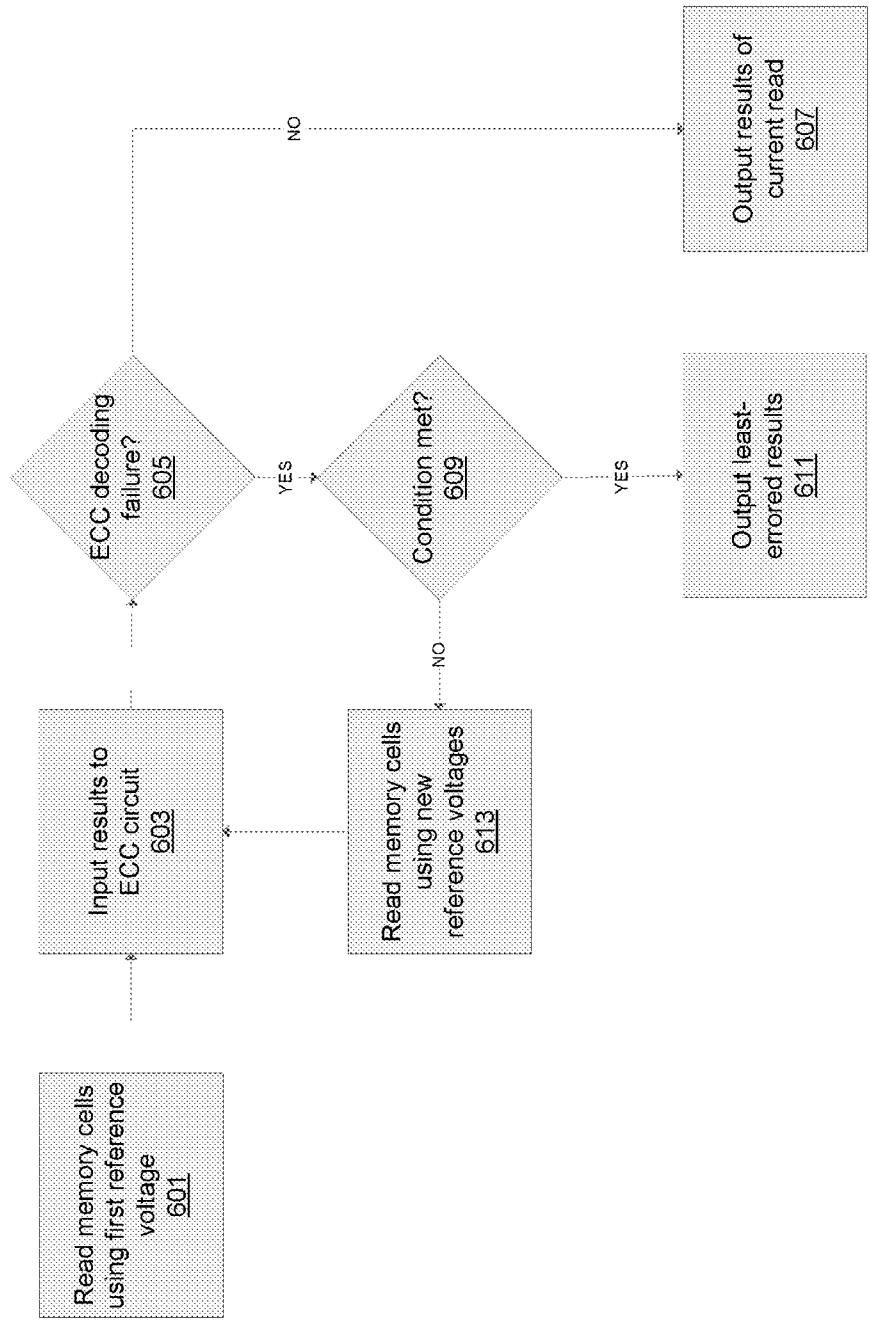 Read memory cells
using first reference
voltage
601
Input results to
ECC circuit
603
ECC decoding
failure?
605
NO
YES
Read memory cells
using new
reference voltages
613
NO
Condition met?
609
YES
Output least-
errored results
611
Output results of
current read
607